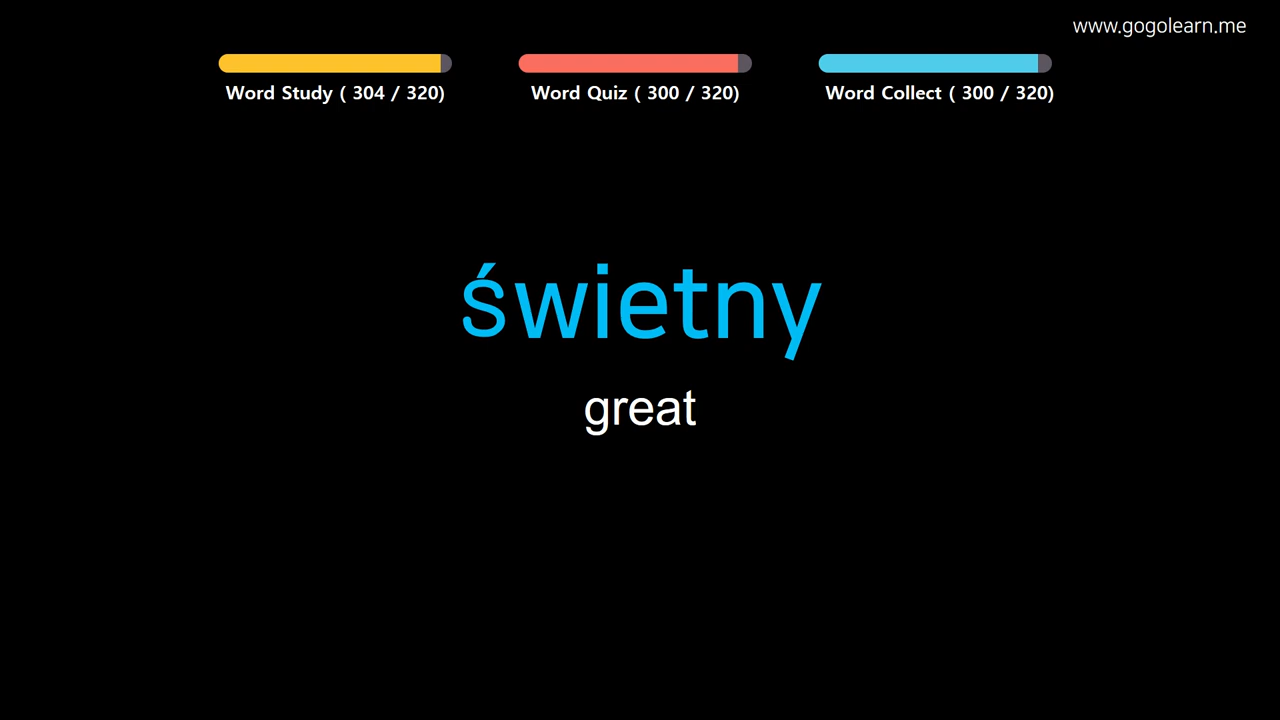 www.gogolearn.me
Word Study ( 304 / 320)
Word Quiz ( 300 / 320)
Word Collect ( 300 / 320)
świetny
great